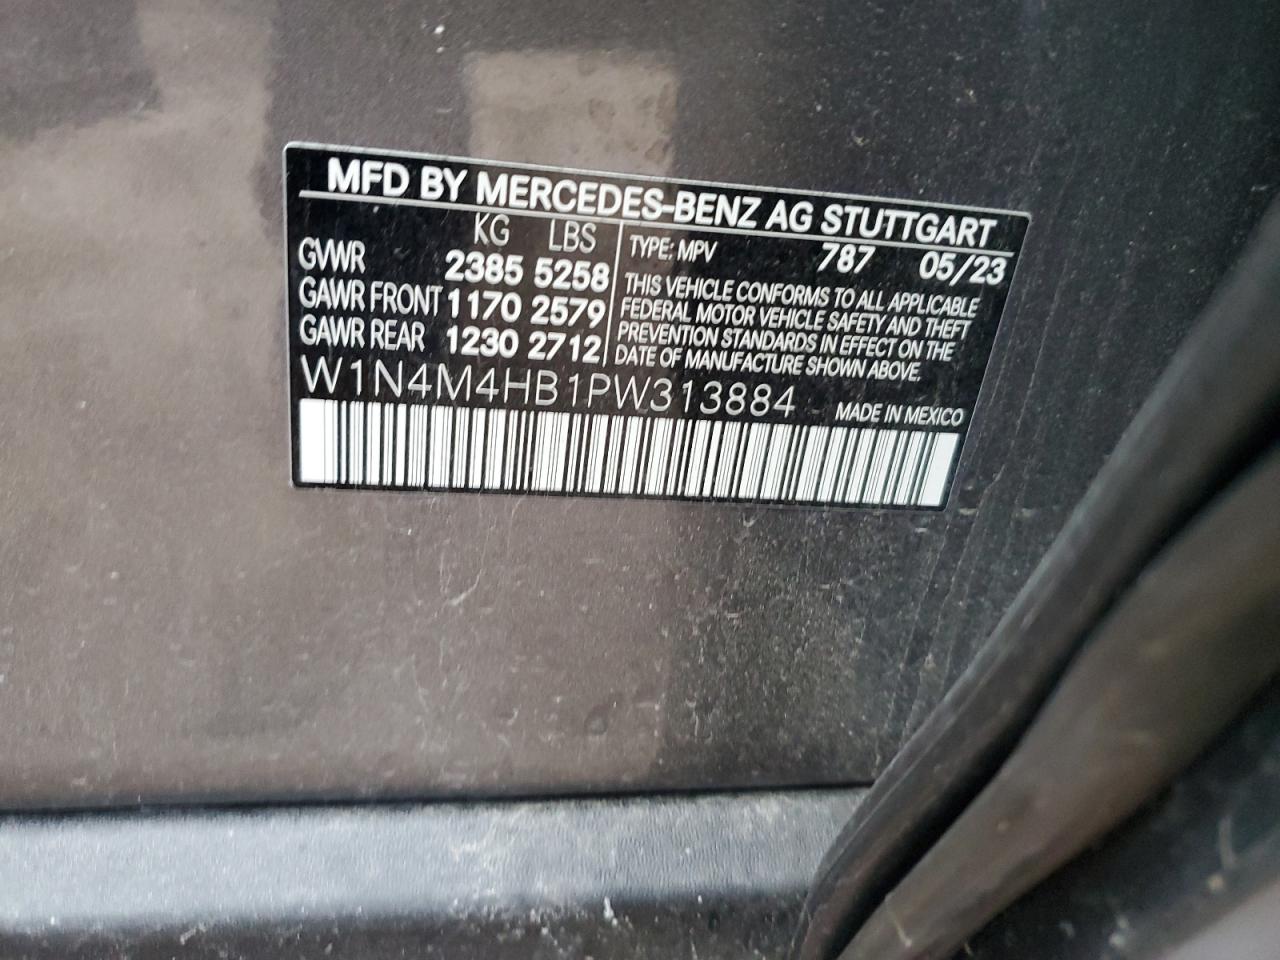 MFD BY MERCEDES-BENZ AG STUTTGART
KG LBS
GVWR 2385 5258
GAWR FRONT 1170 2579
GAWR REAR 1230 2712
TYPE: MPV 787 05/23
THIS VEHICLE CONFORMS TO ALL APPLICABLE
FEDERAL MOTOR VEHICLE SAFETY AND THEFT
PREVENTION STANDARDS IN EFFECT ON THE
DATE OF MANUFACTURE SHOWN ABOVE.
W1N4M4HB1PW313884 MADE IN MEXICO